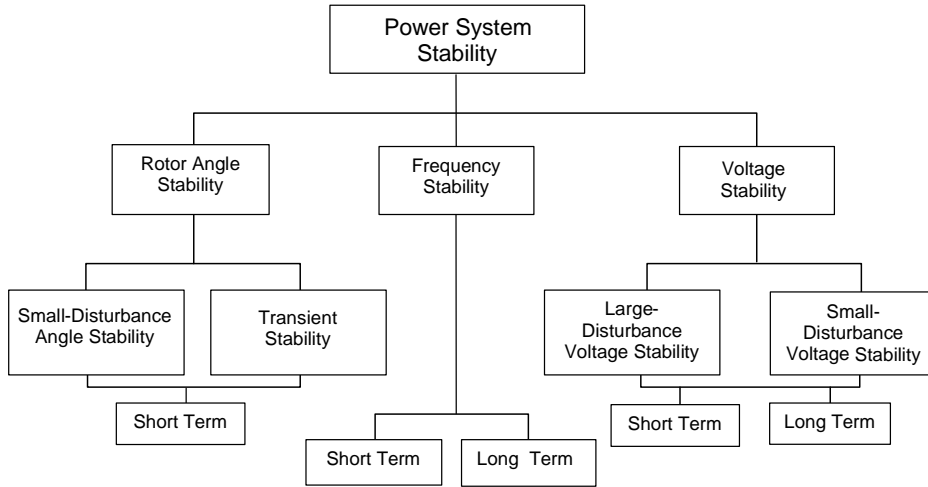 Power System
Stability
Rotor Angle
Stability
Frequency
Stability
Voltage
Stability
Small-Disturbance
Angle Stability
Transient
Stability
Large-
Disturbance
Voltage Stability
Small-
Disturbance
Voltage Stability
Short Term
Short Term
Long Term
Short Term
Long Term